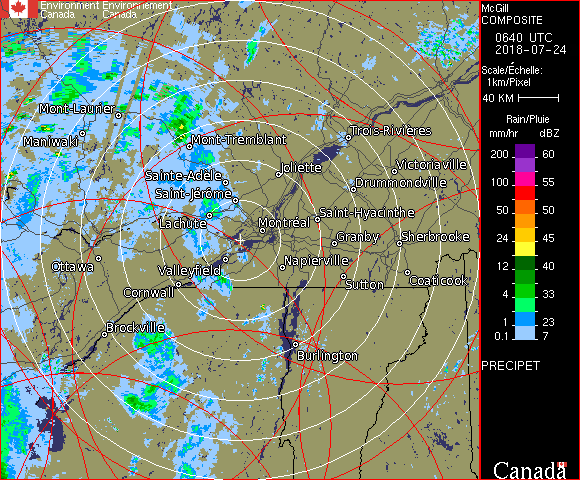 Environment Environnement
Canada Canada
McGill
COMPOSITE
0640 UTC
2018-07-24
Scale/Échelle:
1km/Pixel
40 KM
Rain/Pluie
mm/hr dBZ
200 60
100 55
50 50
24 45
12 40
4 33
1 23
0.1 7
PRECIPET
Canada
Mont-Laurier
Maniwaki
Mont-Tremblant
Trois-Rivières
Joliette
Victoriaville
Sainte-Adèle
Drummondville
Saint-Jérôme
Lachute
Montréal
Saint-Hyacinthe
Granby
Sherbrooke
Ottawa
Valleyfield
Napierville
Cornwall
Sutton
Coaticook
Brockville
Burlington